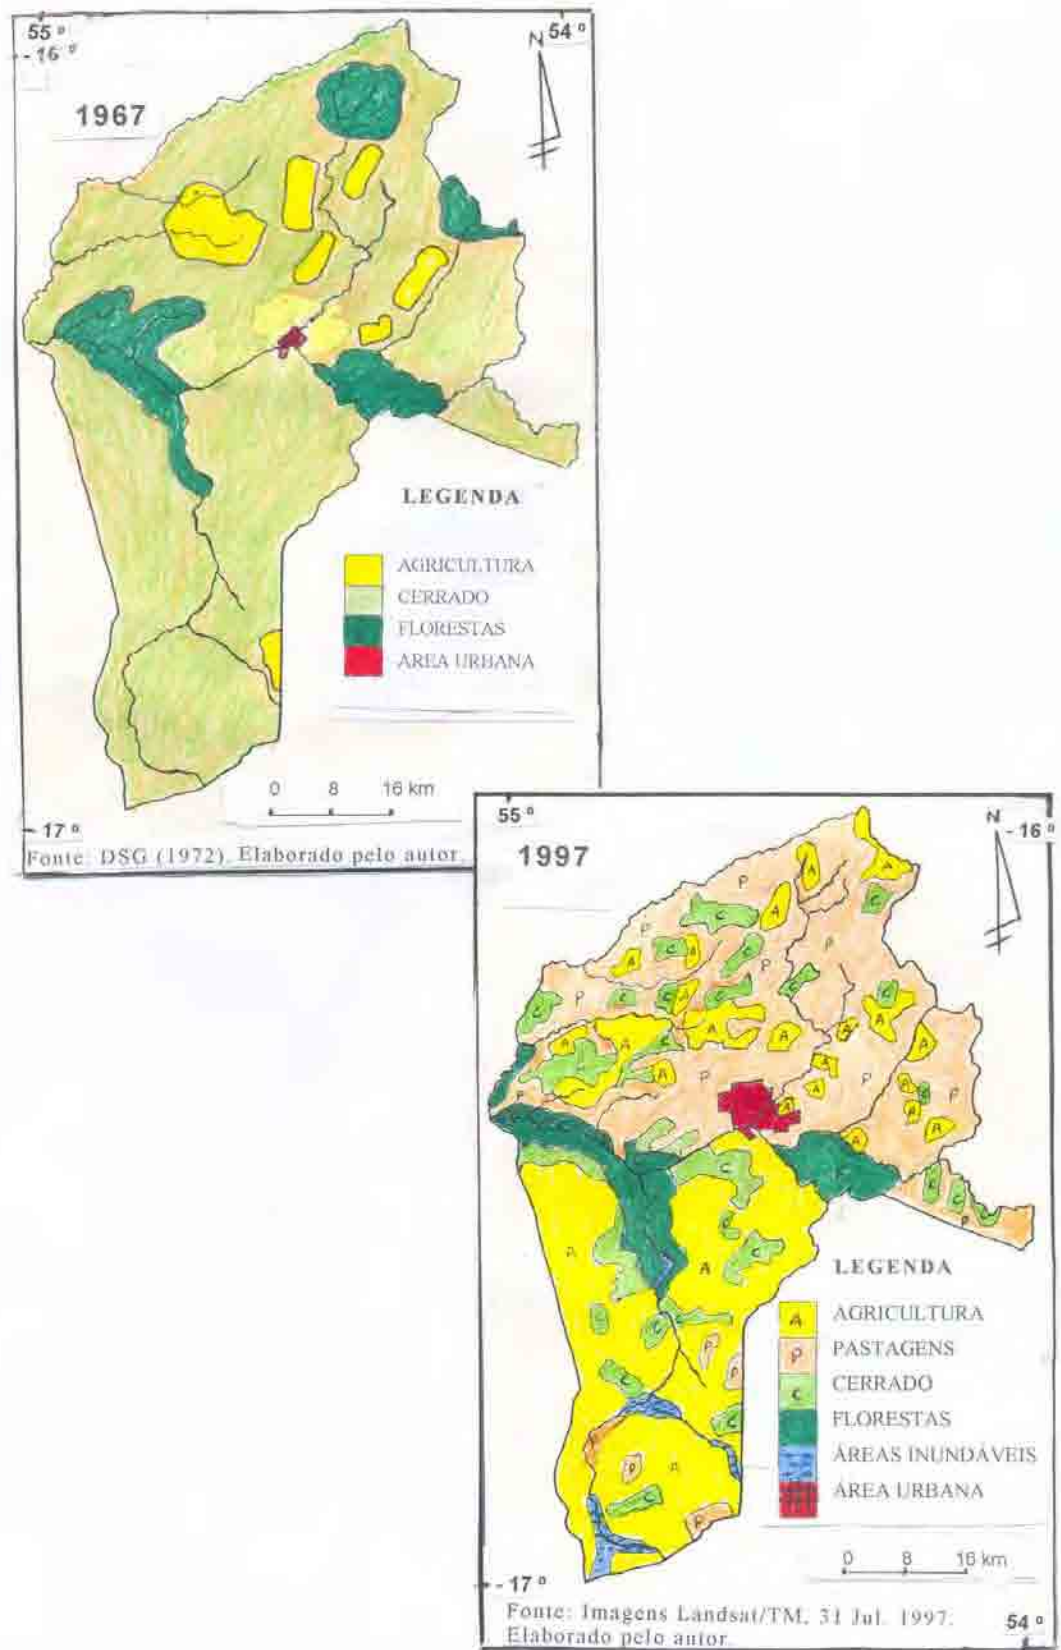 55 º
54 º
- 16 º
N
1967
LEGENDA
AGRICULTURA
CERRADO
FLORESTAS
AREA URBANA
0 8 16 km
- 17 º
Fonte: DSG (1972). Elaborado pelo autor.
55 º
N
- 16 º
1997
LEGENDA
A AGRICULTURA
P PASTAGENS
C CERRADO
FLORESTAS
ÁREAS INUNDÁVEIS
ÁREA URBANA
0 8 16 km
- 17 º
Fonte: Imagens Landsat/TM, 31 Jul. 1997.
54 º
Elaborado pelo autor.